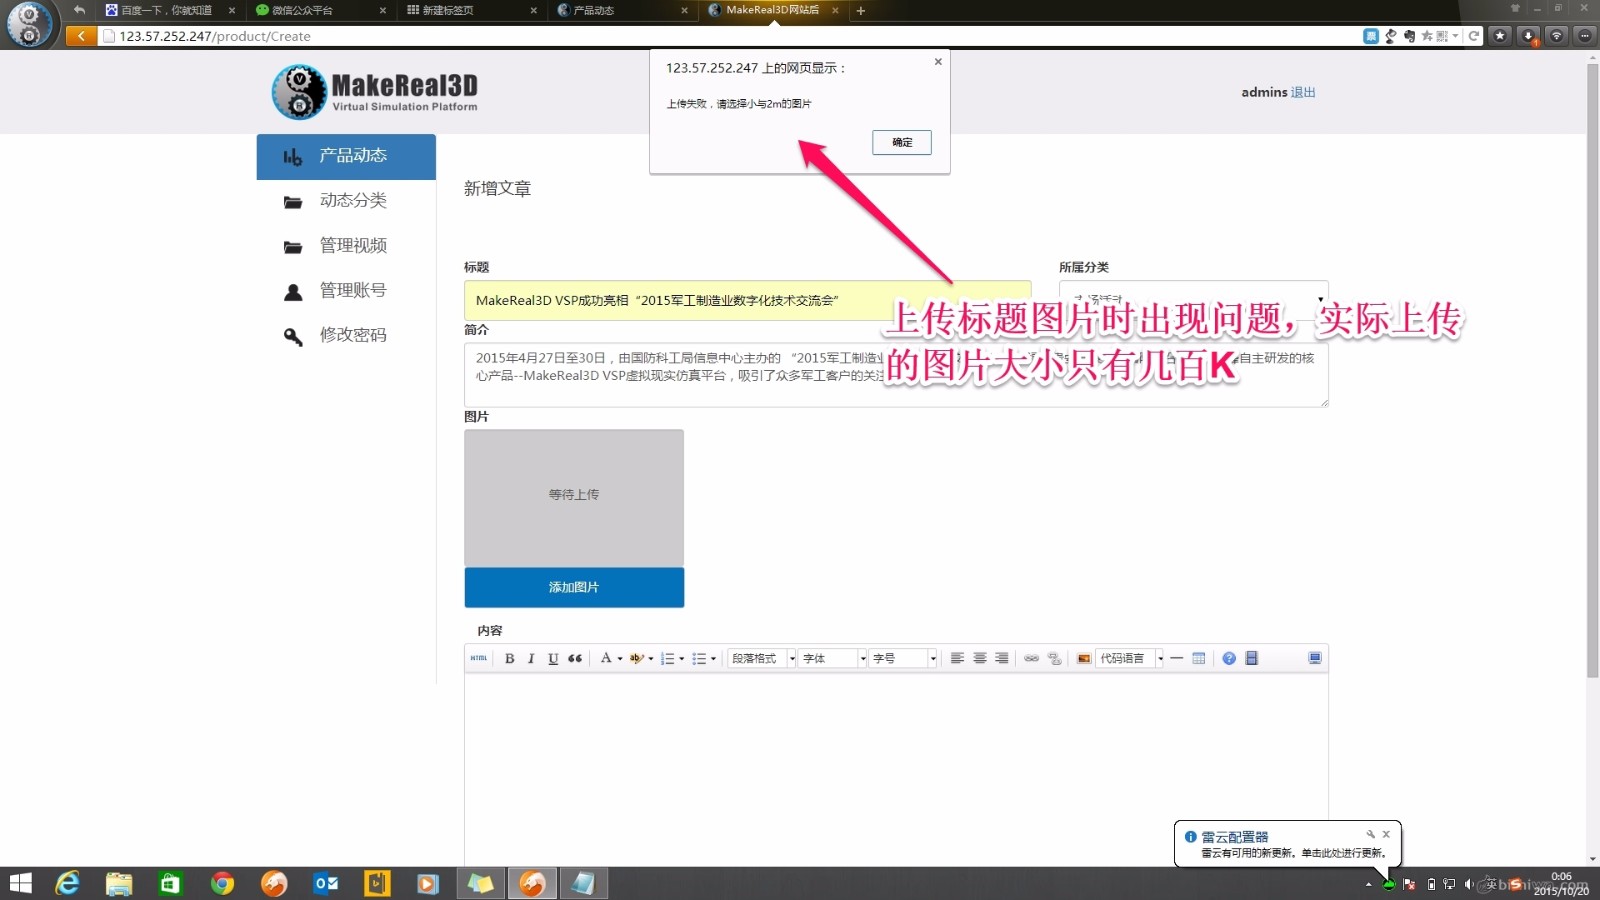 百度一下，你就知道
微信公众平台
新建标签页
产品动态
MakeReal3D网站后
123.57.252.247/product/Create
MakeReal3D
Virtual Simulation Platform
admins 退出
123.57.252.247 上的网页显示：
上传失败，请选择小与2m的图片
确定
产品动态
动态分类
管理视频
管理账号
修改密码
新增文章
标题
所属分类
MakeReal3D VSP成功亮相“2015军工制造业数字化技术交流会”
上传标题图片时出现问题，实际上传
的图片大小只有几百K
简介
2015年4月27日至30日，由国防科工局信息中心主办的 “2015军工制造业
自主研发的核
心产品--MakeReal3D VSP虚拟现实仿真平台，吸引了众多军工客户的关
图片
等待上传
添加图片
内容
HTML B I U 段落格式 字体 字号 代码语言
雷云配置器
雷云有可用的新更新。单击此处进行更新。
英
0:06
2015/10/20